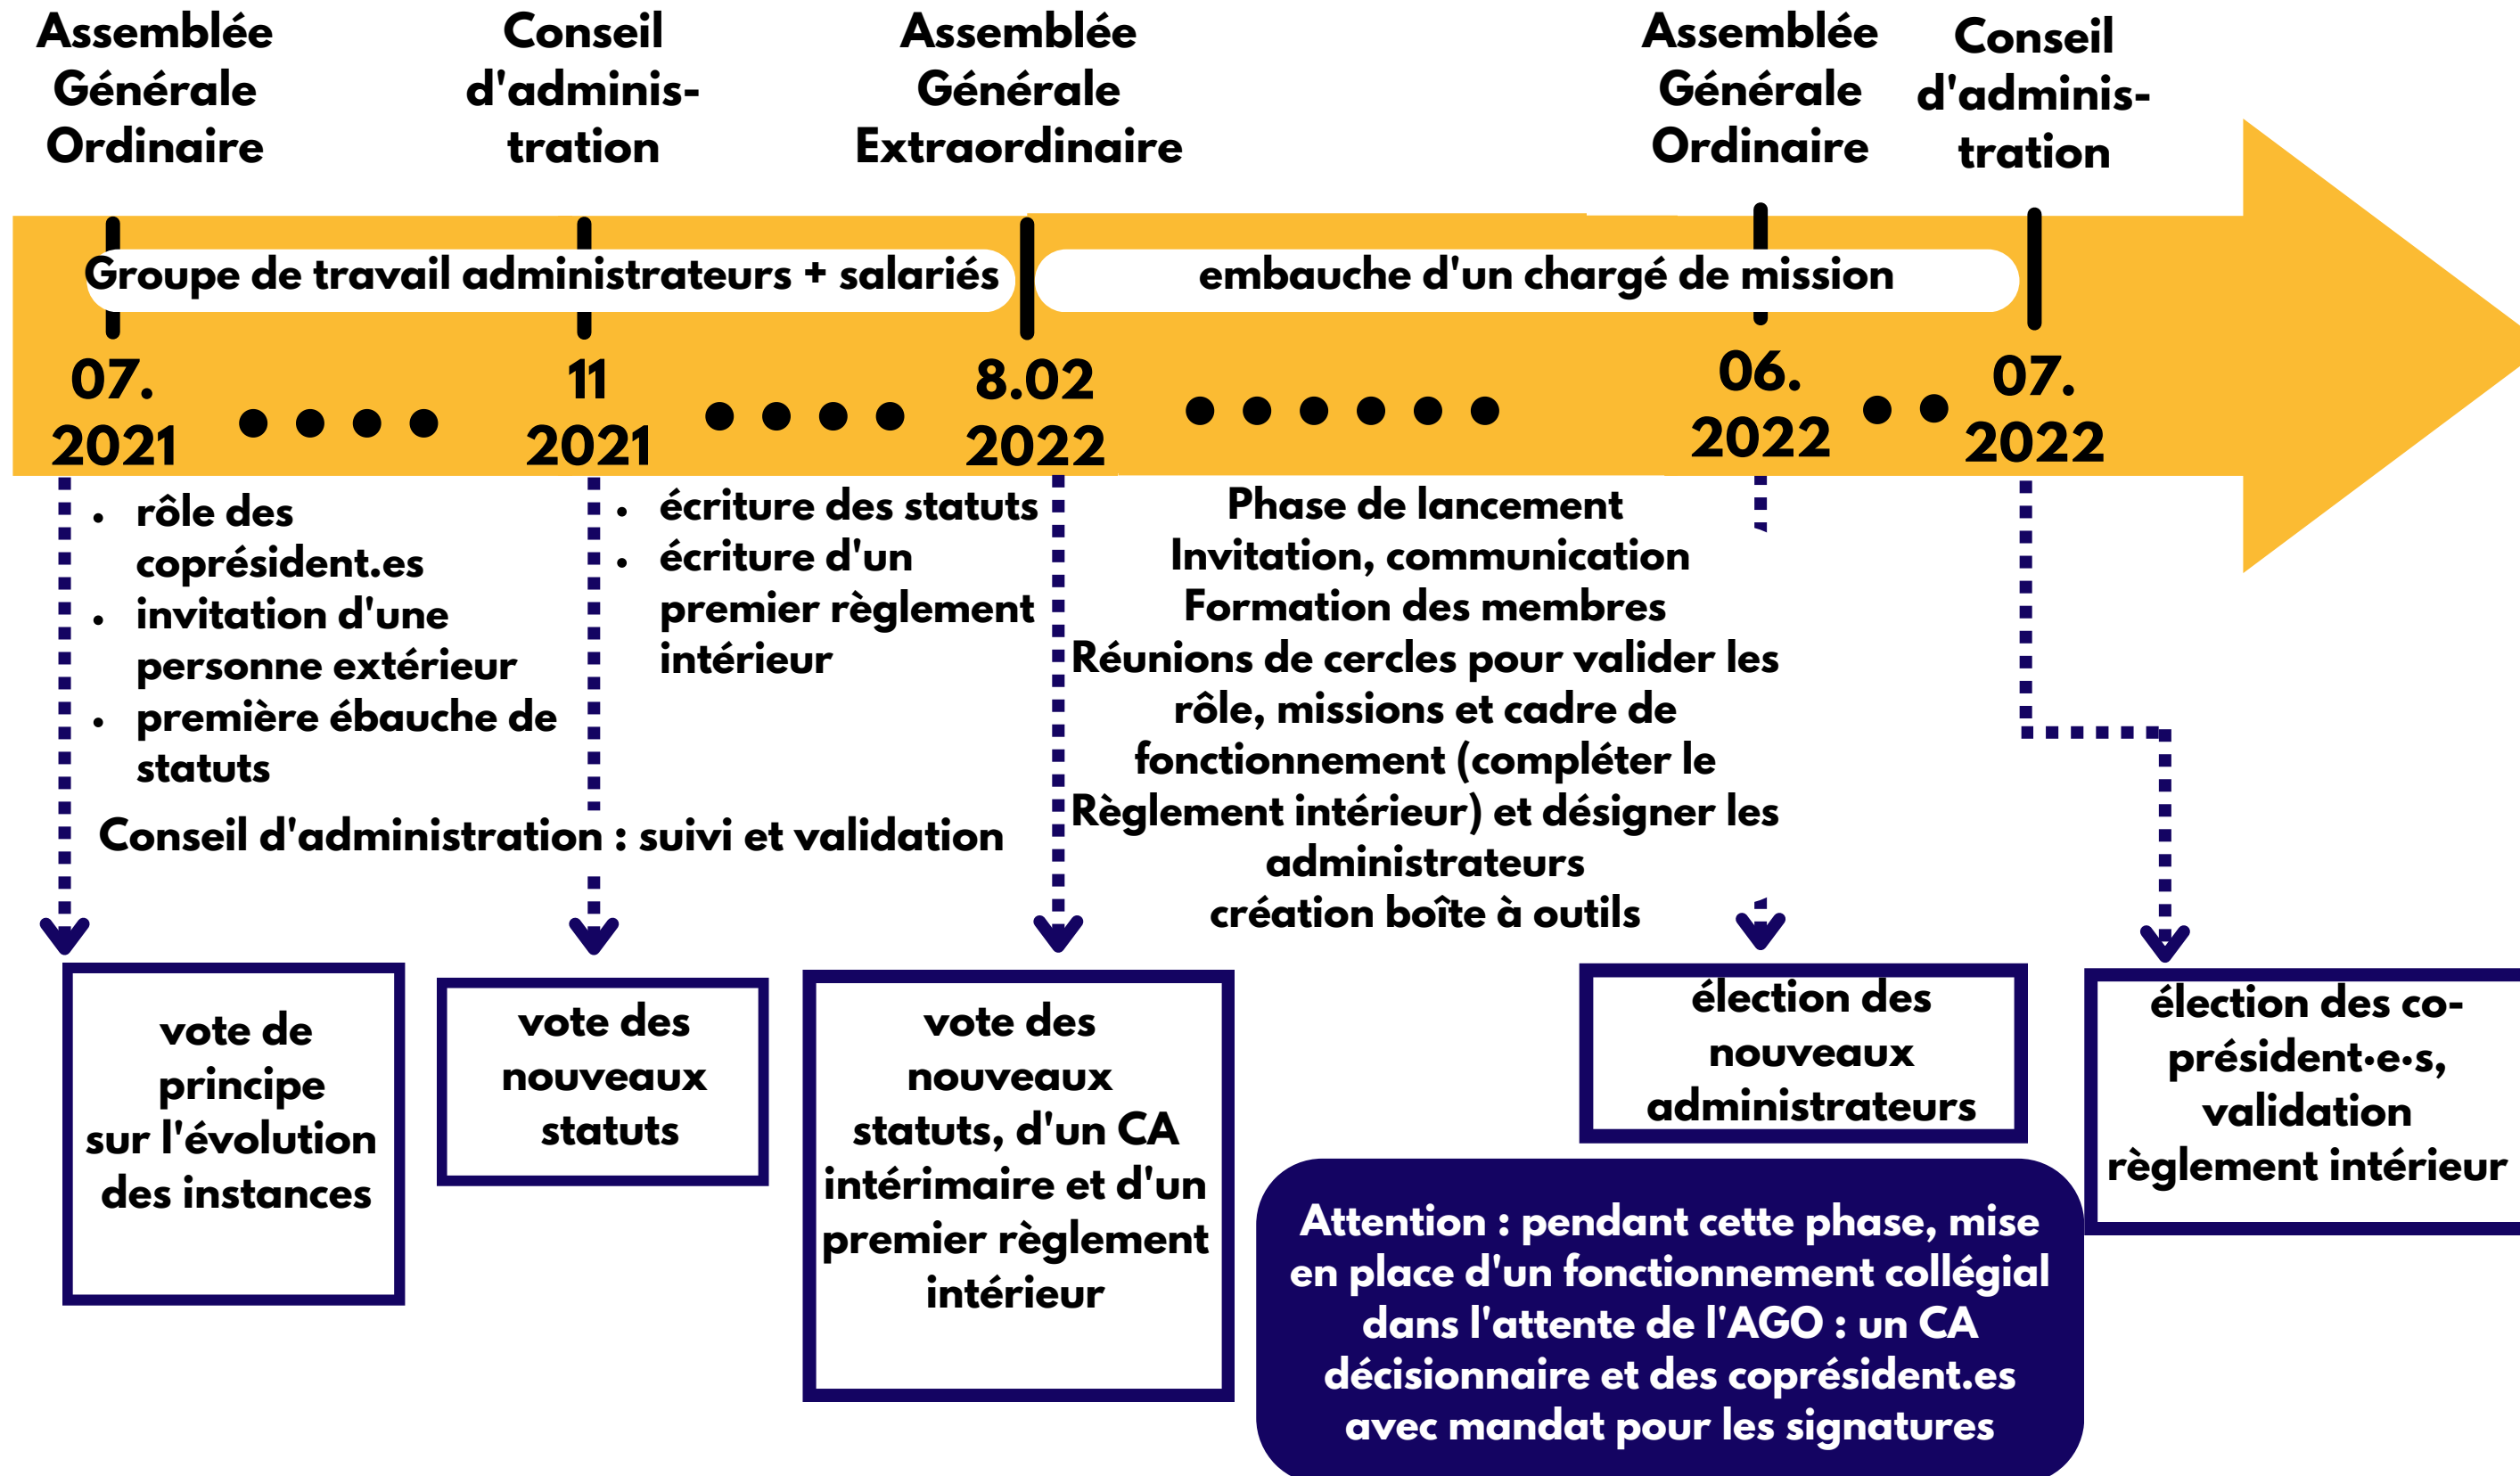 Assemblée
Générale
Ordinaire
Conseil
d'adminis-
tration
Assemblée
Générale
Extraordinaire
Assemblée
Générale
Ordinaire
Conseil
d'adminis-
tration
Groupe de travail administrateurs + salariés
embauche d'un chargé de mission
07.
2021
11
2021
8.02
2022
06.
2022
07.
2022
• rôle des
coprésident.es
• invitation d'une
personne extérieur
• première ébauche de
statuts
• écriture des statuts
• écriture d'un
premier règlement
intérieur
Conseil d'administration : suivi et validation
Phase de lancement
Invitation, communication
Formation des membres
Réunions de cercles pour valider les
rôle, missions et cadre de
fonctionnement (compléter le
Règlement intérieur) et désigner les
administrateurs
création boîte à outils
vote de
principe
sur l'évolution
des instances
vote des
nouveaux
statuts
vote des
nouveaux
statuts, d'un CA
intérimaire et d'un
premier règlement
intérieur
élection des
nouveaux
administrateurs
élection des co-
président·e·s,
validation
règlement intérieur
Attention : pendant cette phase, mise
en place d'un fonctionnement collégial
dans l'attente de l'AGO : un CA
décisionnaire et des coprésident.es
avec mandat pour les signatures